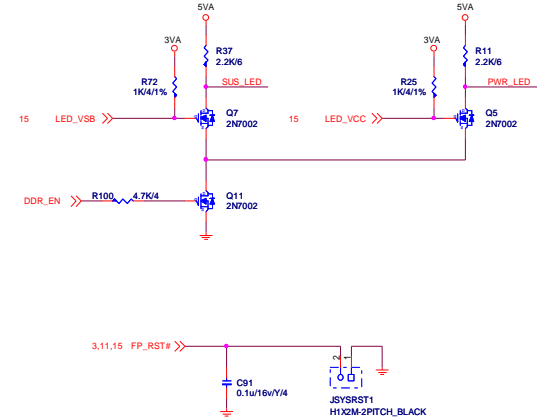 5VA
5VA
3VA
3VA
R37
2.2K/6
R11
2.2K/6
R72
1K/4/1%
SUS_LED
R25
1K/4/1%
PWR_LED
15 LED_VSB
Q7
2N7002
15 LED_VCC
Q5
2N7002
DDR_EN
R100 4.7K/4
Q11
2N7002
3,11,15 FP_RST#
2 1
C91
0.1u/16v/Y/4
JSYSRST1
H1X2M-2PITCH_BLACK